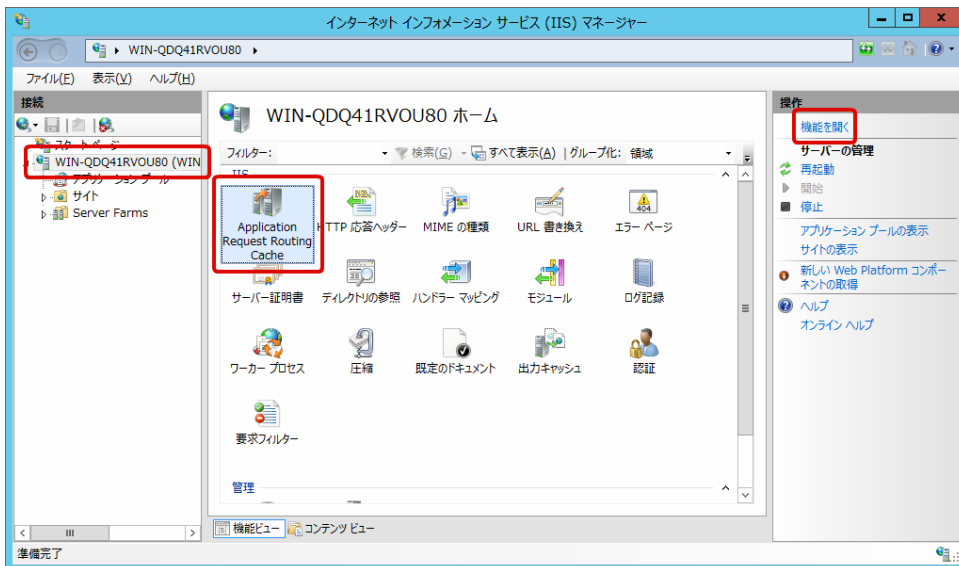 インターネット インフォメーション サービス (IIS) マネージャー
WIN-QDQ41RVOU80
ファイル(F) 表示(V) ヘルプ(H)
接続
スタート ページ
WIN-QDQ41RVOU80 (WIN
アプリケーション プール
サイト
Server Farms
WIN-QDQ41RVOU80 ホーム
フィルター: 検索(G) すべて表示(A) グループ化: 領域
IIS
Application Request Routing Cache
HTTP 応答ヘッダー
MIME の種類
URL 書き換え
404
エラー ページ
サーバー証明書
ディレクトリの参照
ハンドラー マッピング
モジュール
ログ記録
ワーカー プロセス
圧縮
既定のドキュメント
出力キャッシュ
認証
要求フィルター
管理
機能ビュー
コンテンツ ビュー
操作
機能を開く
サーバーの管理
再起動
開始
停止
アプリケーション プールの表示
サイトの表示
新しい Web Platform コンポー
ネントの取得
ヘルプ
オンライン ヘルプ
準備完了